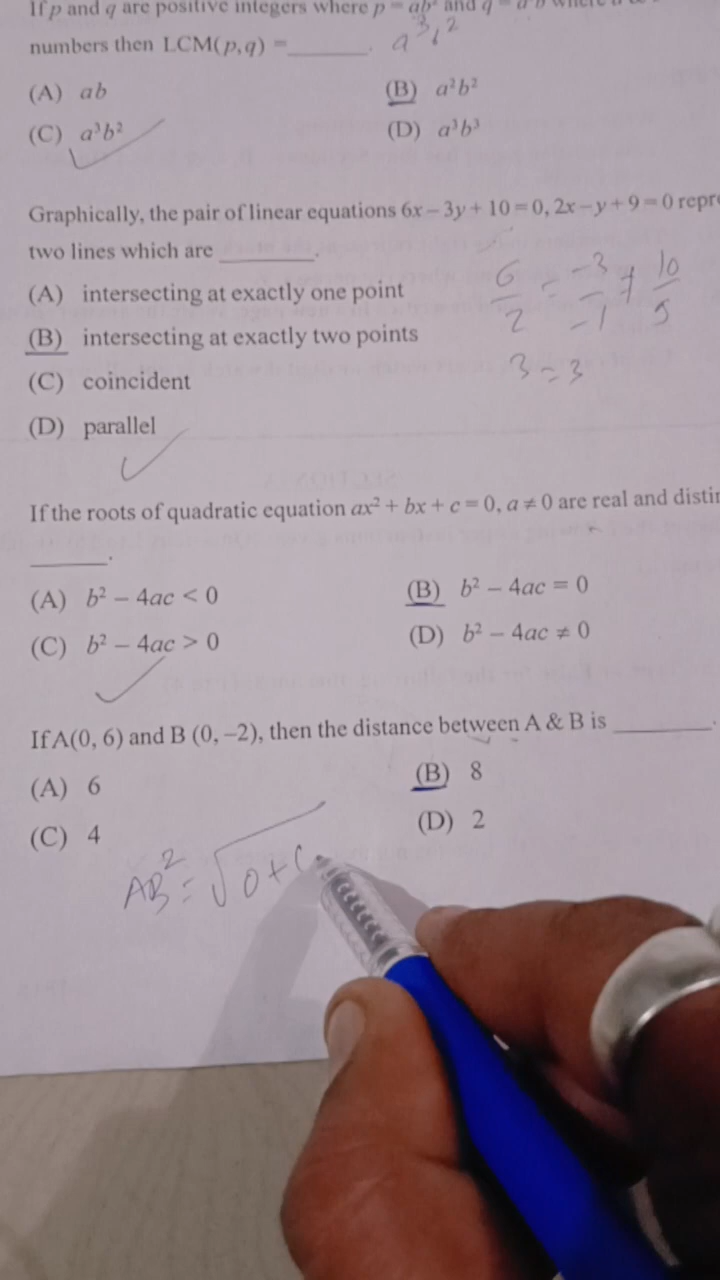 If p and q are positive integers where p = ab² and q = a³b where a
numbers then LCM(p,q) =________. a³b²
(A) ab (B) a²b²
(C) a³b² (D) a³b³
Graphically, the pair of linear equations 6x – 3y + 10 = 0, 2x – y + 9 = 0 repre
two lines which are ________.
(A) intersecting at exactly one point
6/2 = -3/-1 ≠ 10/9
(B) intersecting at exactly two points
3 = 3
(C) coincident
(D) parallel
If the roots of quadratic equation ax² + bx + c = 0, a ≠ 0 are real and distin
________.
(A) b² – 4ac < 0 (B) b² – 4ac = 0
(C) b² – 4ac > 0 (D) b² – 4ac ≠ 0
If A(0, 6) and B (0, –2), then the distance between A & B is ________.
(A) 6 (B) 8
(C) 4 (D) 2
AB² = √0+(